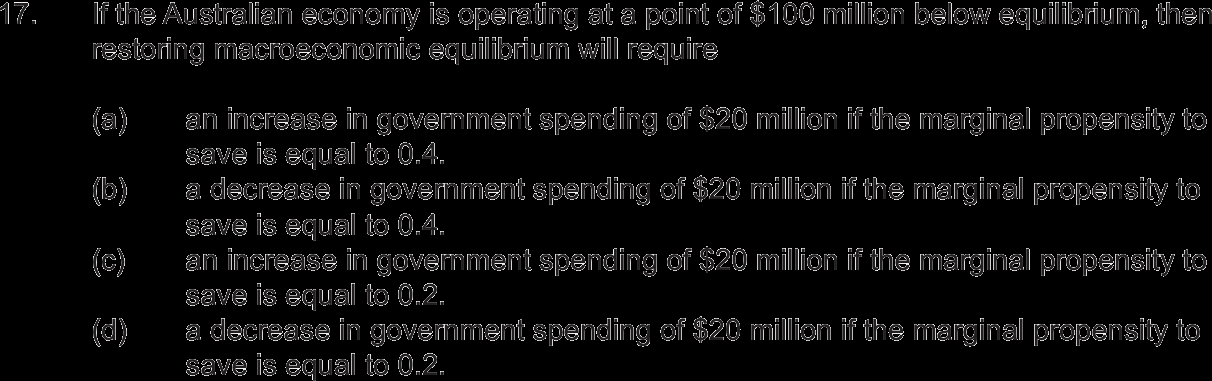 17. If the Australian economy is operating at a point of $100 million below equilibrium, then
restoring macroeconomic equilibrium will require
(a) an increase in government spending of $20 million if the marginal propensity to
save is equal to 0.4.
(b) a decrease in government spending of $20 million if the marginal propensity to
save is equal to 0.4.
(c) an increase in government spending of $20 million if the marginal propensity to
save is equal to 0.2.
(d) a decrease in government spending of $20 million if the marginal propensity to
save is equal to 0.2.